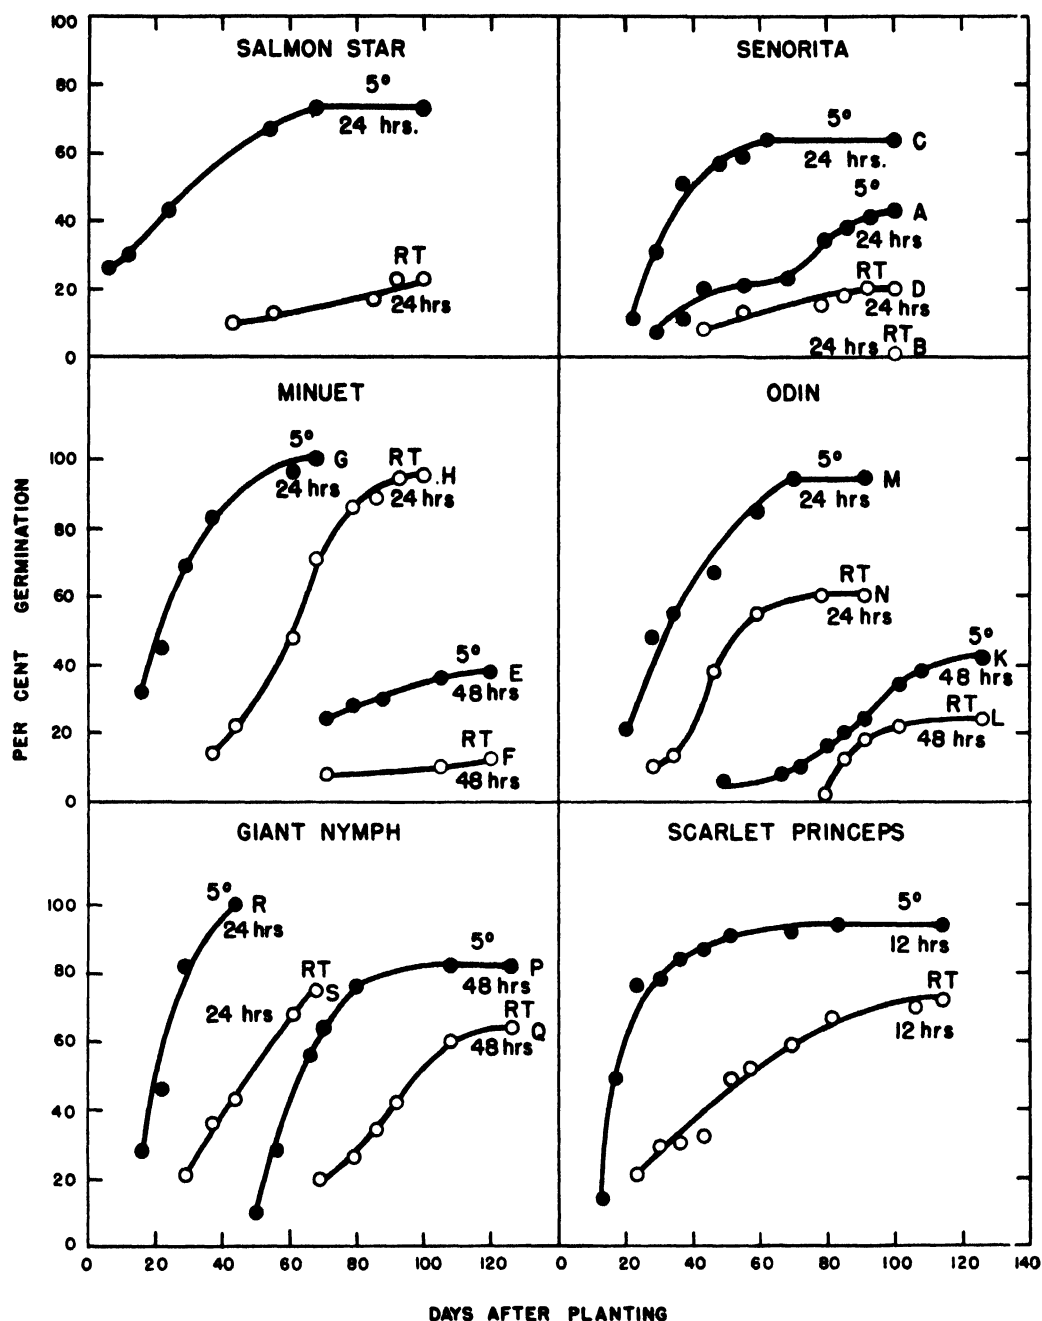 SALMON STAR
100
80
60
40
20
0
5°
24 hrs.
RT
24 hrs
SENORITA
5°
24 hrs.
C
5°
A
24 hrs
RT
D
24 hrs
RT
24 hrs B
MINUET
100
80
60
40
20
0
5°
G
24 hrs
RT
.H
24 hrs
5°
E
48 hrs
RT
F
48 hrs
ODIN
5°
M
24 hrs
RT
N
24 hrs
5°
K
48 hrs
RT
L
48 hrs
PER CENT GERMINATION
GIANT NYMPH
100
80
60
40
20
0
5°
R
24 hrs
RT
S
24 hrs
5°
P
48 hrs
RT
Q
48 hrs
SCARLET PRINCEPS
5°
12 hrs
RT
12 hrs
0 20 40 60 80 100 120 0 20 40 60 80 100 120 140
DAYS AFTER PLANTING